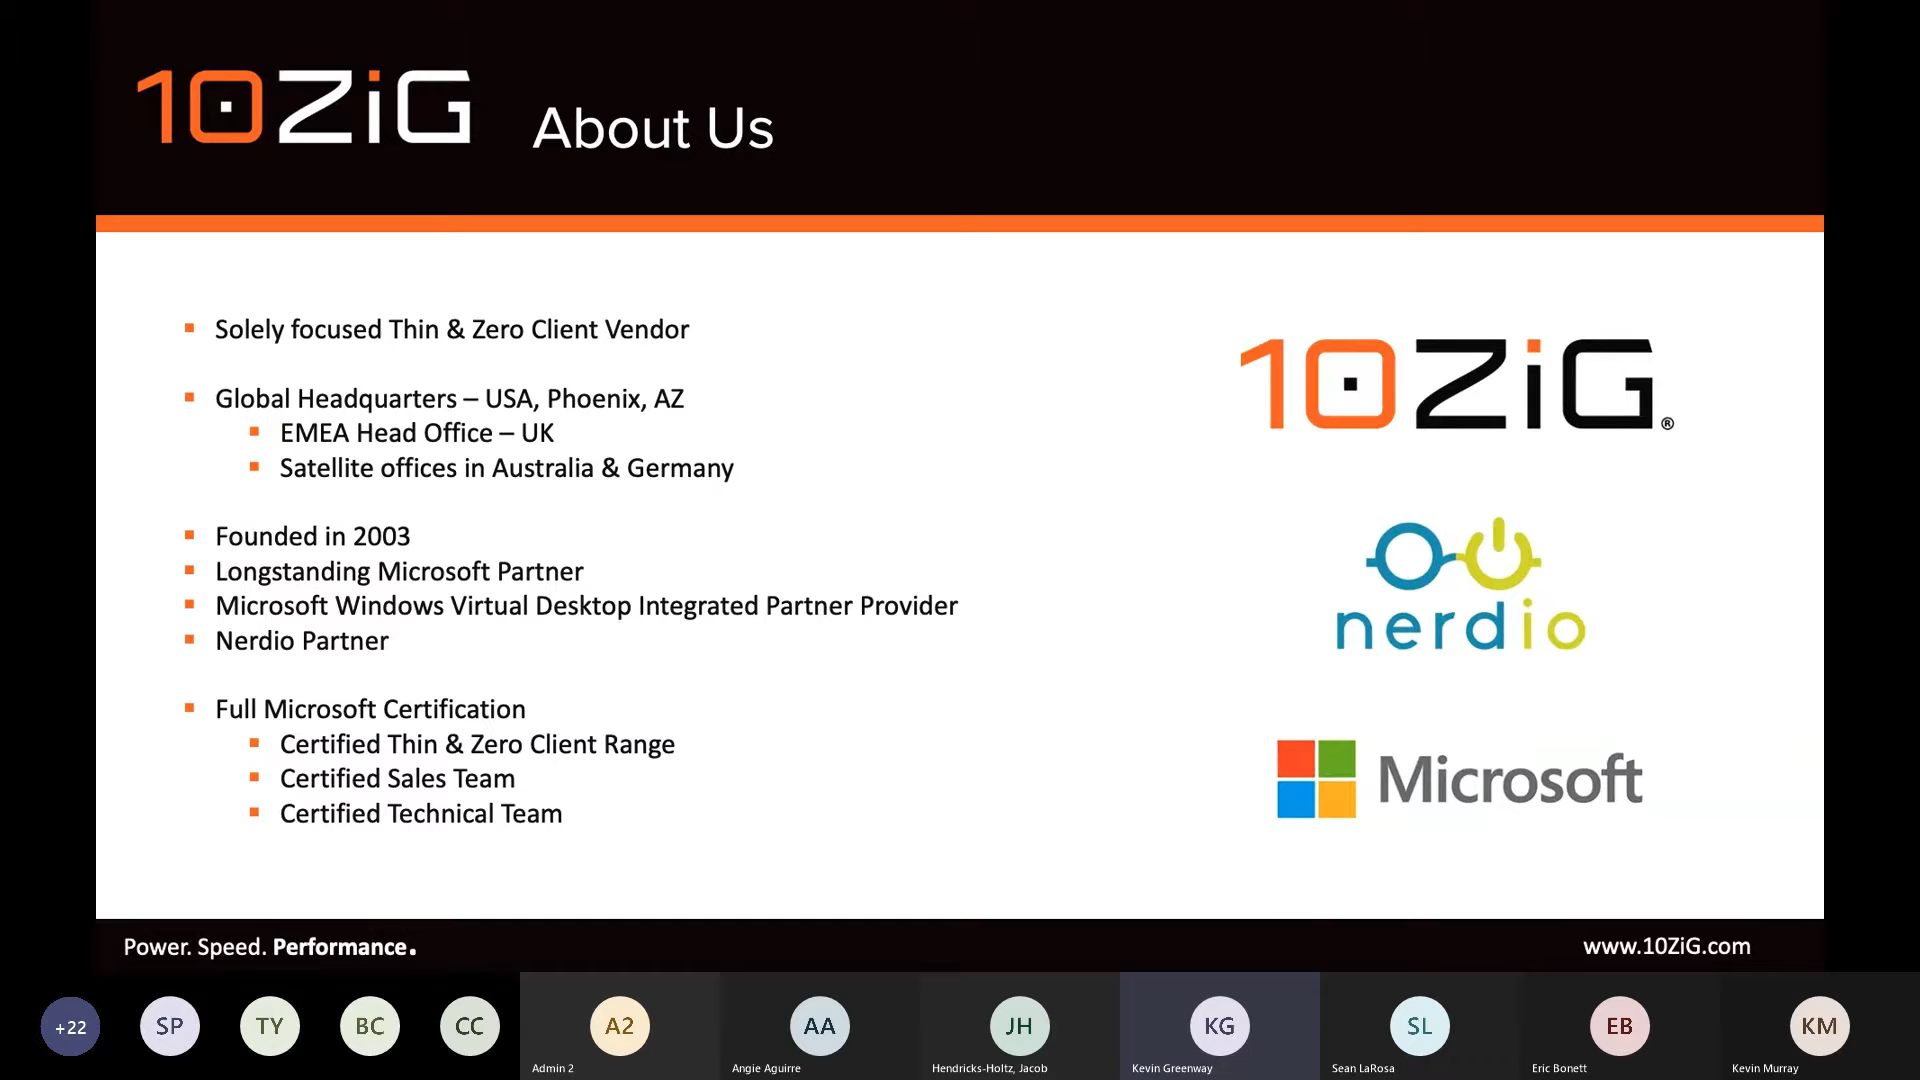 10ZiG About Us
Solely focused Thin & Zero Client Vendor
Global Headquarters – USA, Phoenix, AZ
EMEA Head Office – UK
Satellite offices in Australia & Germany
Founded in 2003
Longstanding Microsoft Partner
Microsoft Windows Virtual Desktop Integrated Partner Provider
Nerdio Partner
Full Microsoft Certification
Certified Thin & Zero Client Range
Certified Sales Team
Certified Technical Team
10ZiG®
nerdio
Microsoft
Power. Speed. Performance.
www.10ZiG.com
+22 SP TY BC CC A2 AA JH KG SL EB KM
Admin 2 Angie Aguirre Hendricks-Holtz, Jacob Kevin Greenway Sean LaRosa Eric Bonett Kevin Murray